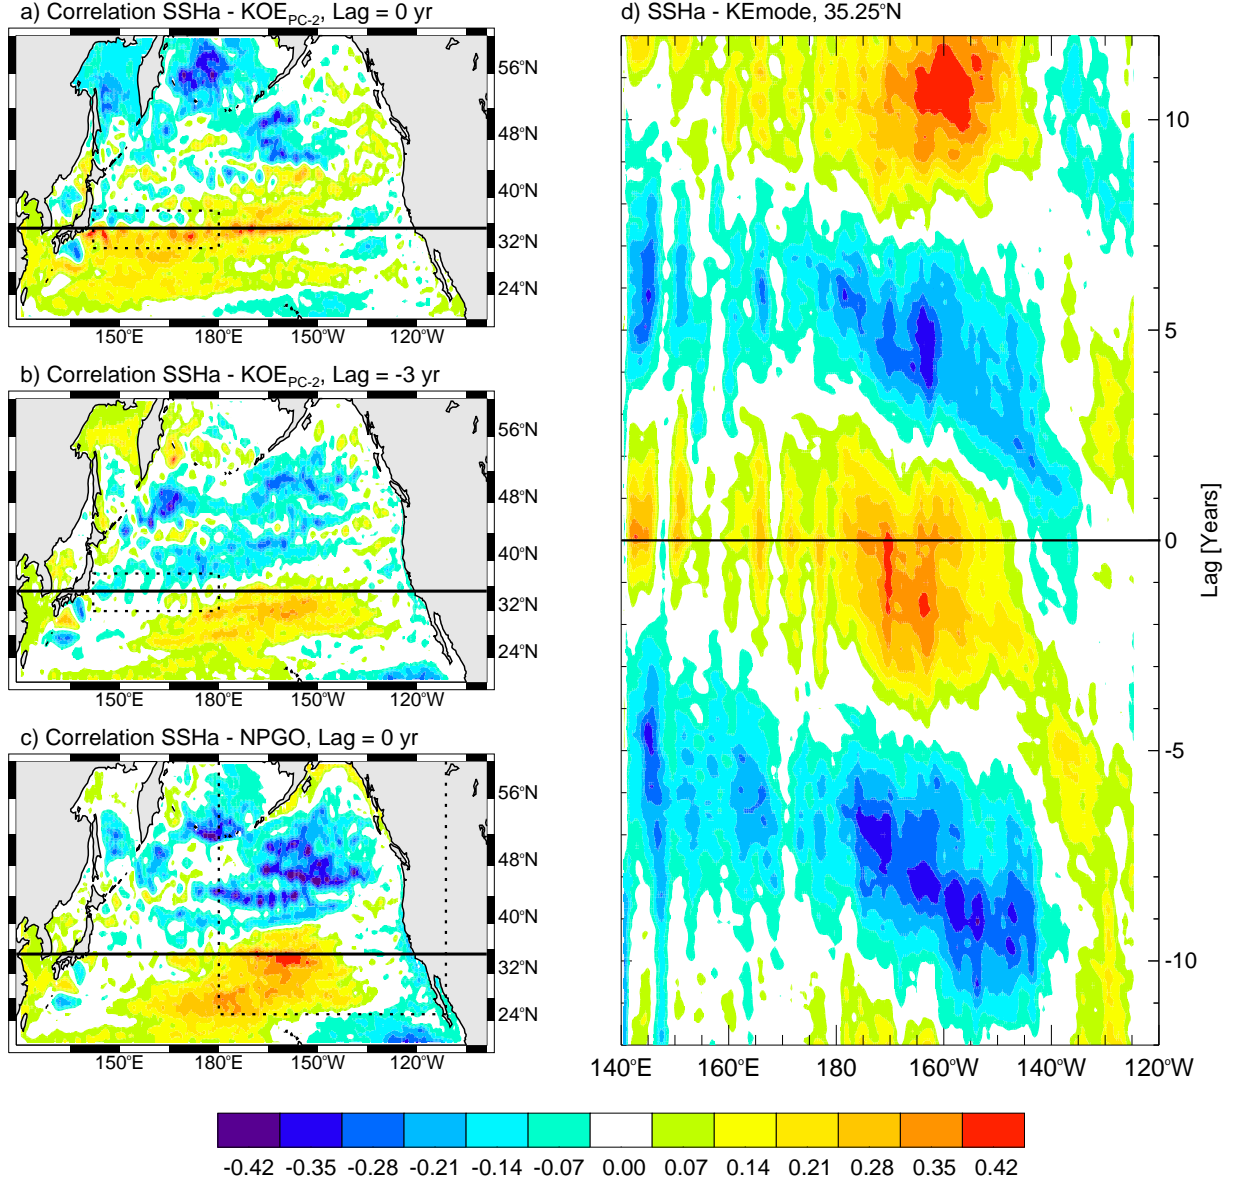 a) Correlation SSHa - KOE_PC-2, Lag = 0 yr
56°N
48°N
40°N
32°N
24°N
150°E 180°W 150°W 120°W
b) Correlation SSHa - KOE_PC-2, Lag = -3 yr
56°N
48°N
40°N
32°N
24°N
150°E 180°W 150°W 120°W
c) Correlation SSHa - NPGO, Lag = 0 yr
56°N
48°N
40°N
32°N
24°N
150°E 180°W 150°W 120°W
d) SSHa - KEmode, 35.25°N
10
5
0
-5
-10
Lag [Years]
140°E 160°E 180 160°W 140°W 120°W
-0.42 -0.35 -0.28 -0.21 -0.14 -0.07 0.00 0.07 0.14 0.21 0.28 0.35 0.42